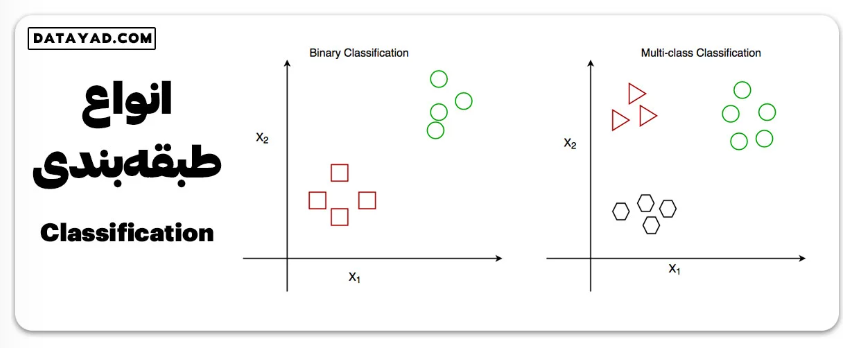 DATAYAD.COM
انواع
طبقه‌بندی
Classification
Binary Classification
X2
X1
Multi-class Classification
X2
X1